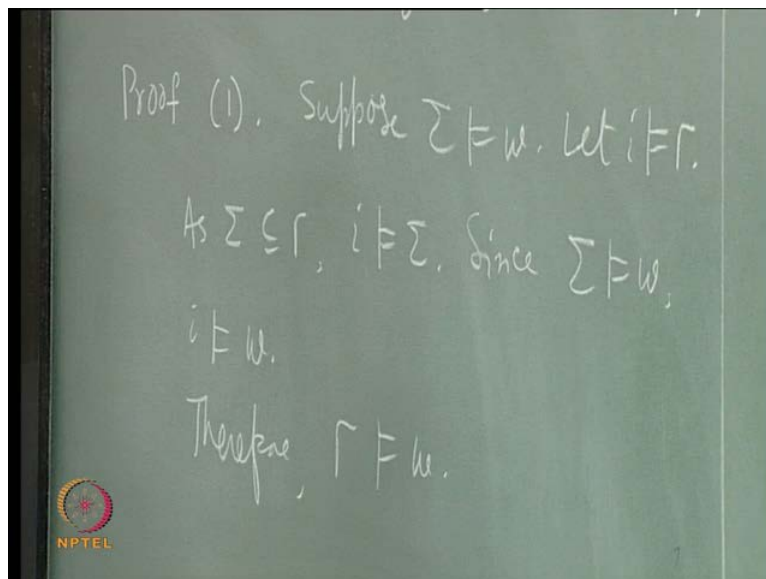 Proof (1). Suppose Σ ⊨ w. Let i ⊨ Γ.
As Σ ⊆ Γ, i ⊨ Σ. Since Σ ⊨ w,
i ⊨ w.
Therefore, Γ ⊨ w.
NPTEL